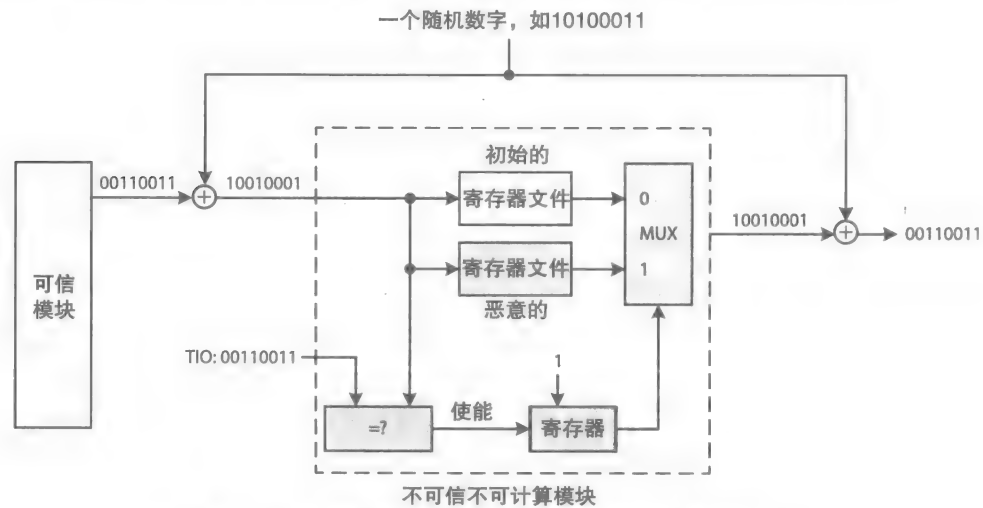 一个随机数字，如10100011
初始的
00110011
10010001
寄存器文件
0
MUX
1
10010001
00110011
寄存器文件
恶意的
可信
模块
TIO: 00110011
1
=?
使能
寄存器
不可信不可计算模块